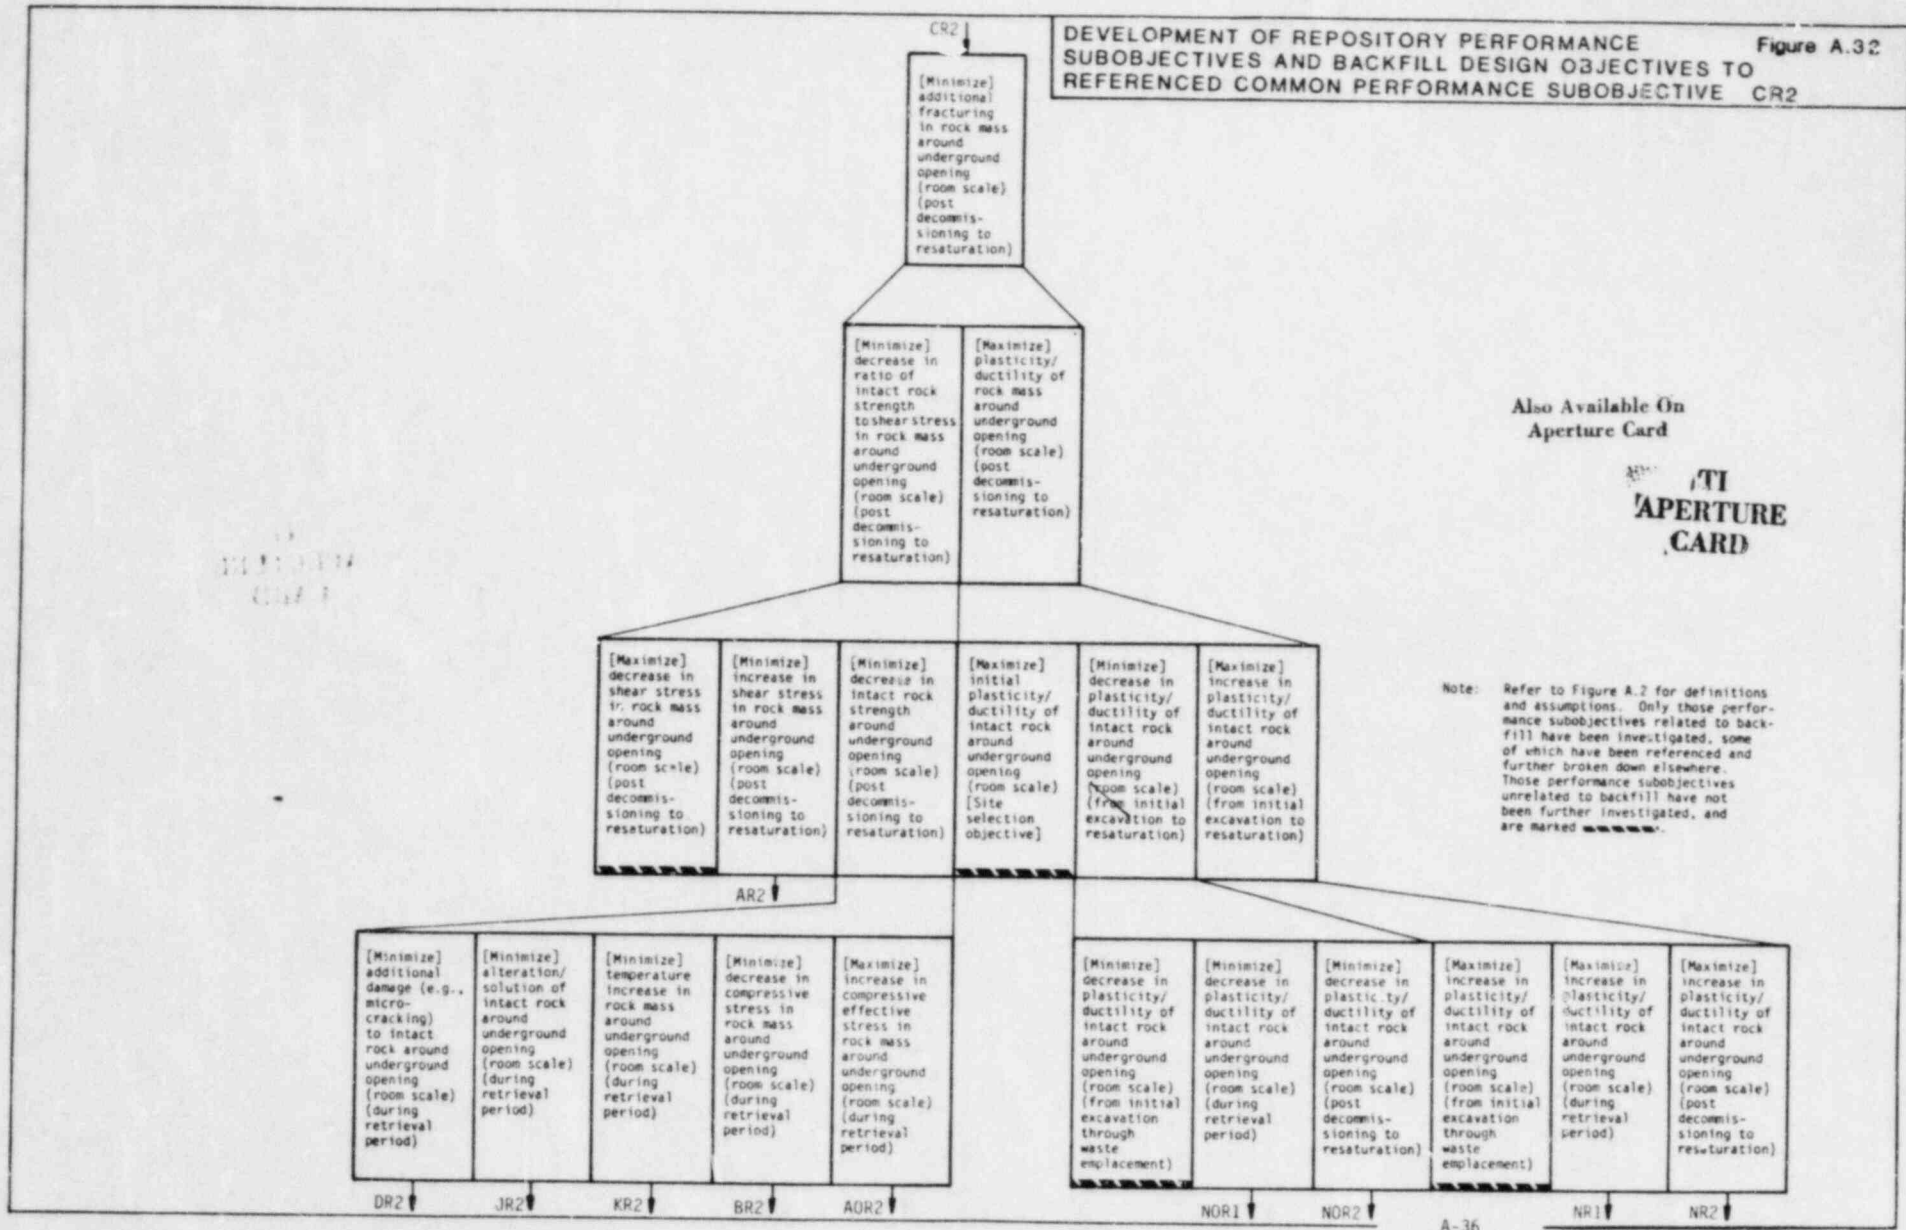 CR2
DEVELOPMENT OF REPOSITORY PERFORMANCE
SUBOBJECTIVES AND BACKFILL DESIGN OBJECTIVES TO
REFERENCED COMMON PERFORMANCE SUBOBJECTIVE CR2
Figure A.32
[Minimize]
additional
fracturing
in rock mass
around
underground
opening
(room scale)
(post
decommis-
sioning to
resaturation)
[Minimize]
decrease in
ratio of
intact rock
strength
to shear stress
in rock mass
around
underground
opening
(room scale)
(post
decommis-
sioning to
resaturation)
[Maximize]
plasticity/
ductility of
rock mass
around
underground
opening
(room scale)
(post
decommis-
sioning to
resaturation)
Also Available On
Aperture Card
TI
APERTURE
CARD
[Maximize]
decrease in
shear stress
in rock mass
around
underground
opening
(room scale)
(post
decommis-
sioning to
resaturation)
[Minimize]
increase in
shear stress
in rock mass
around
underground
opening
(room scale)
(post
decommis-
sioning to
resaturation)
[Minimize]
decrease in
intact rock
strength
around
underground
opening
(room scale)
(post
decommis-
sioning to
resaturation)
[Maximize]
initial
plasticity/
ductility of
intact rock
around
underground
opening
(room scale)
[Site
selection
objective]
[Minimize]
decrease in
plasticity/
ductility of
intact rock
around
underground
opening
(room scale)
(from initial
excavation to
resaturation)
[Maximize]
increase in
plasticity/
ductility of
intact rock
around
underground
opening
(room scale)
(from initial
excavation to
resaturation)
Note: Refer to Figure A.2 for definitions
and assumptions. Only those perfor-
mance subobjectives related to back-
fill have been investigated, some
of which have been referenced and
further broken down elsewhere.
Those performance subobjectives
unrelated to backfill have not
been further investigated, and
are marked
AR2
[Minimize]
additional
damage (e.g.,
micro-
cracking)
to intact
rock around
underground
opening
(room scale)
(during
retrieval
period)
[Minimize]
alteration/
solution of
intact rock
around
underground
opening
(room scale)
(during
retrieval
period)
[Minimize]
temperature
increase in
rock mass
around
underground
opening
(room scale)
(during
retrieval
period)
[Minimize]
decrease in
compressive
stress in
rock mass
around
underground
opening
(room scale)
(during
retrieval
period)
[Maximize]
increase in
compressive
effective
stress in
rock mass
around
underground
opening
(room scale)
(during
retrieval
period)
[Minimize]
decrease in
plasticity/
ductility of
intact rock
around
underground
opening
(room scale)
(from initial
excavation
through
waste
emplacement)
[Minimize]
decrease in
plasticity/
ductility of
intact rock
around
underground
opening
(room scale)
(during
retrieval
period)
[Minimize]
decrease in
plasticity/
ductility of
intact rock
around
underground
opening
(room scale)
(post
decommis-
sioning to
resaturation)
[Maximize]
increase in
plasticity/
ductility of
intact rock
around
underground
opening
(room scale)
(from initial
excavation
through
waste
emplacement)
[Maximize]
increase in
plasticity/
ductility of
intact rock
around
underground
opening
(room scale)
(during
retrieval
period)
[Maximize]
increase in
plasticity/
ductility of
intact rock
around
underground
opening
(room scale)
(post
decommis-
sioning to
resaturation)
DR2
JR2
KR2
BR2
AOR2
NOR1
NOR2
NR1
NR2
A-36